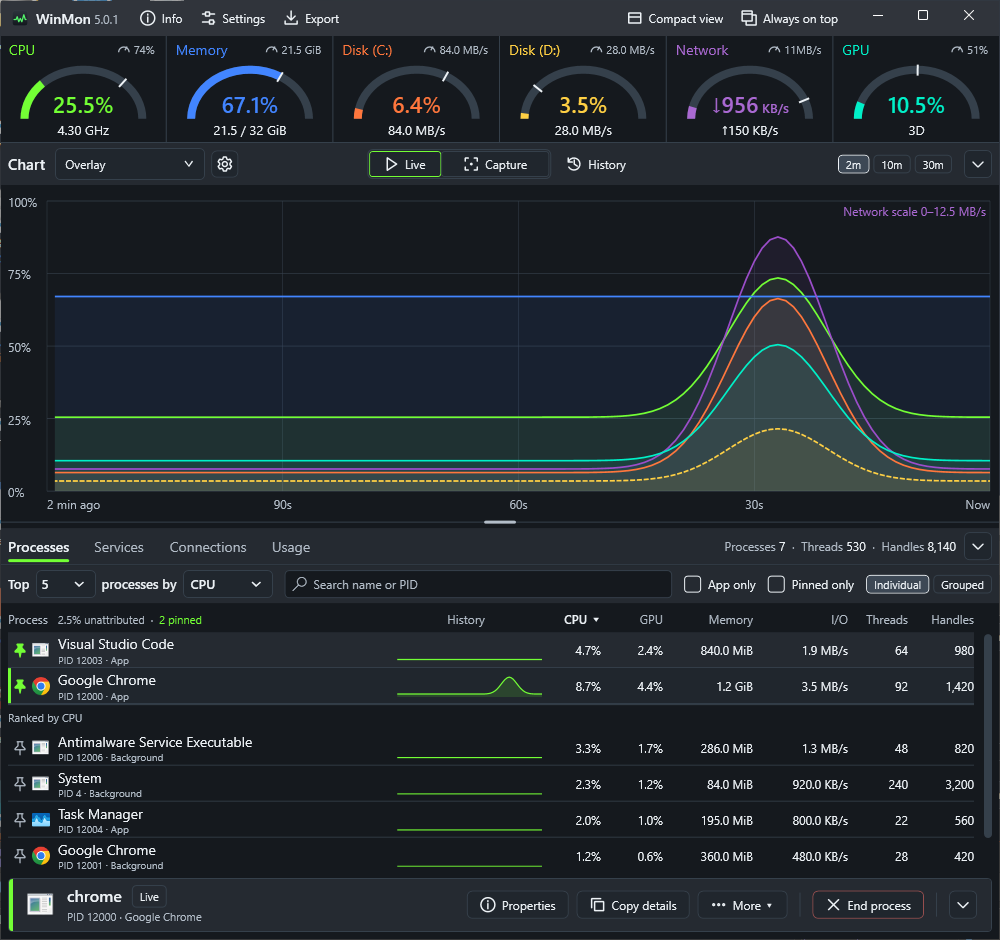 WinMon 5.0.1 Info Settings Export Compact view Always on top
CPU 74% Memory 21.5 GiB Disk (C:) 84.0 MB/s Disk (D:) 28.0 MB/s Network 11MB/s GPU 51%
25.5% 67.1% 6.4% 3.5% ↓956 KB/s 10.5%
4.30 GHz 21.5 / 32 GiB 84.0 MB/s 28.0 MB/s ↑150 KB/s 3D
Chart Overlay Live Capture History 2m 10m 30m
100%
Network scale 0–12.5 MB/s
75%
50%
25%
0%
2 min ago 90s 60s 30s Now
Processes Services Connections Usage Processes 7 · Threads 530 · Handles 8,140
Top 5 processes by CPU Search name or PID App only Pinned only Individual Grouped
Process 2.5% unattributed · 2 pinned History CPU ▼ GPU Memory I/O Threads Handles
Visual Studio Code
PID 12003 · App
4.7% 2.4% 840.0 MiB 1.9 MB/s 64 980
Google Chrome
PID 12000 · App
8.7% 4.4% 1.2 GiB 3.5 MB/s 92 1,420
Ranked by CPU
Antimalware Service Executable
PID 12006 · Background
3.3% 1.7% 286.0 MiB 1.3 MB/s 48 820
System
PID 4 · Background
2.3% 1.2% 84.0 MiB 920.0 KB/s 240 3,200
Task Manager
PID 12004 · App
2.0% 1.0% 195.0 MiB 800.0 KB/s 22 560
Google Chrome
PID 12001 · Background
1.2% 0.6% 360.0 MiB 480.0 KB/s 28 420
chrome Live
PID 12000 · Google Chrome
Properties Copy details ••• More ▾ End process